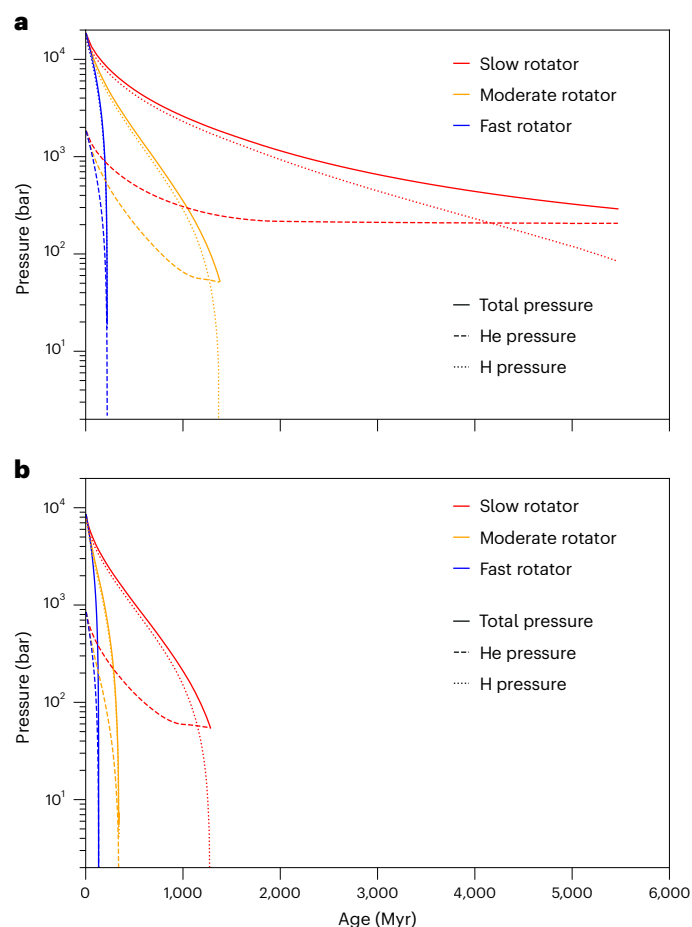 a
10⁴
10³
10²
10¹
Pressure (bar)
Slow rotator
Moderate rotator
Fast rotator
Total pressure
He pressure
H pressure
b
10⁴
10³
10²
10¹
Pressure (bar)
Slow rotator
Moderate rotator
Fast rotator
Total pressure
He pressure
H pressure
0 1,000 2,000 3,000 4,000 5,000 6,000
Age (Myr)